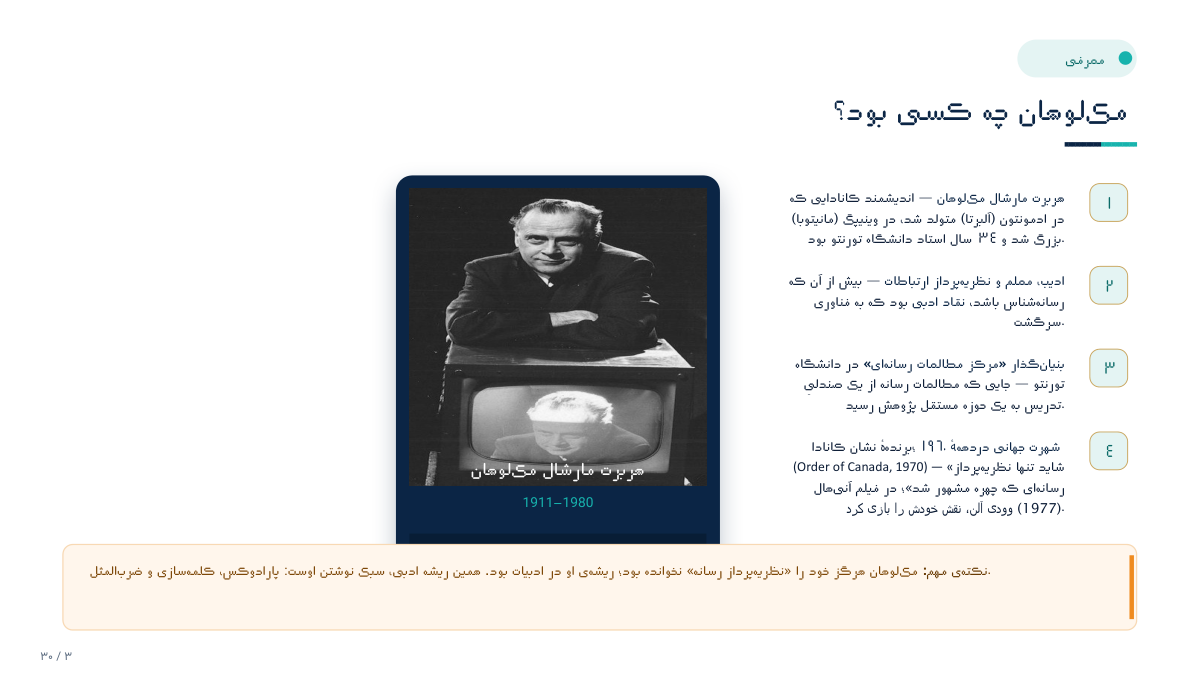 معرفی
مک‌لوهان چه کسی بود؟
۱
هربرت مارشال مک‌لوهان — اندیشمند کانادایی که
در ادمونتون (آلبرتا) متولد شد، در وینیپگ (مانیتوبا)
بزرگ شد و ۳٤ سال استاد دانشگاه تورنتو بود.
۲
ادیب، معلم و نظریه‌پرداز ارتباطات — بیش از آن که
رسانه‌شناس باشد، نقاد ادبی بود که به فناوری
سرگشت.
۳
بنیان‌گذار «مرکز مطالعات رسانه‌ای» در دانشگاه
تورنتو — جایی که مطالعات رسانه از یک صندلیِ
تدریس به یک دوره مستقل پژوهش رسید.
٤
شهرت جهانی دردههٔ ۱۹٦۰ ؛برندهٔ نشان کانادا
(Order of Canada, 1970) — «شاید تنها نظریه‌پرداز
رسانه‌ای که چهره مشهور شد»؛ در فیلم آنی‌هال
(1977) وودی آلن، نقش خودش را بازی کرد.
هربرت مارشال مک‌لوهان
1911–1980
نکته‌ی مهم: مک‌لوهان هرگز خود را «نظریه‌پرداز رسانه» نخوانده بود؛ ریشه‌ی او در ادبیات بود. همین ریشه ادبی، سبک نوشتن اوست: پارادوکس، کلمه‌سازی و ضرب‌المثل.
۳ / ۳۰